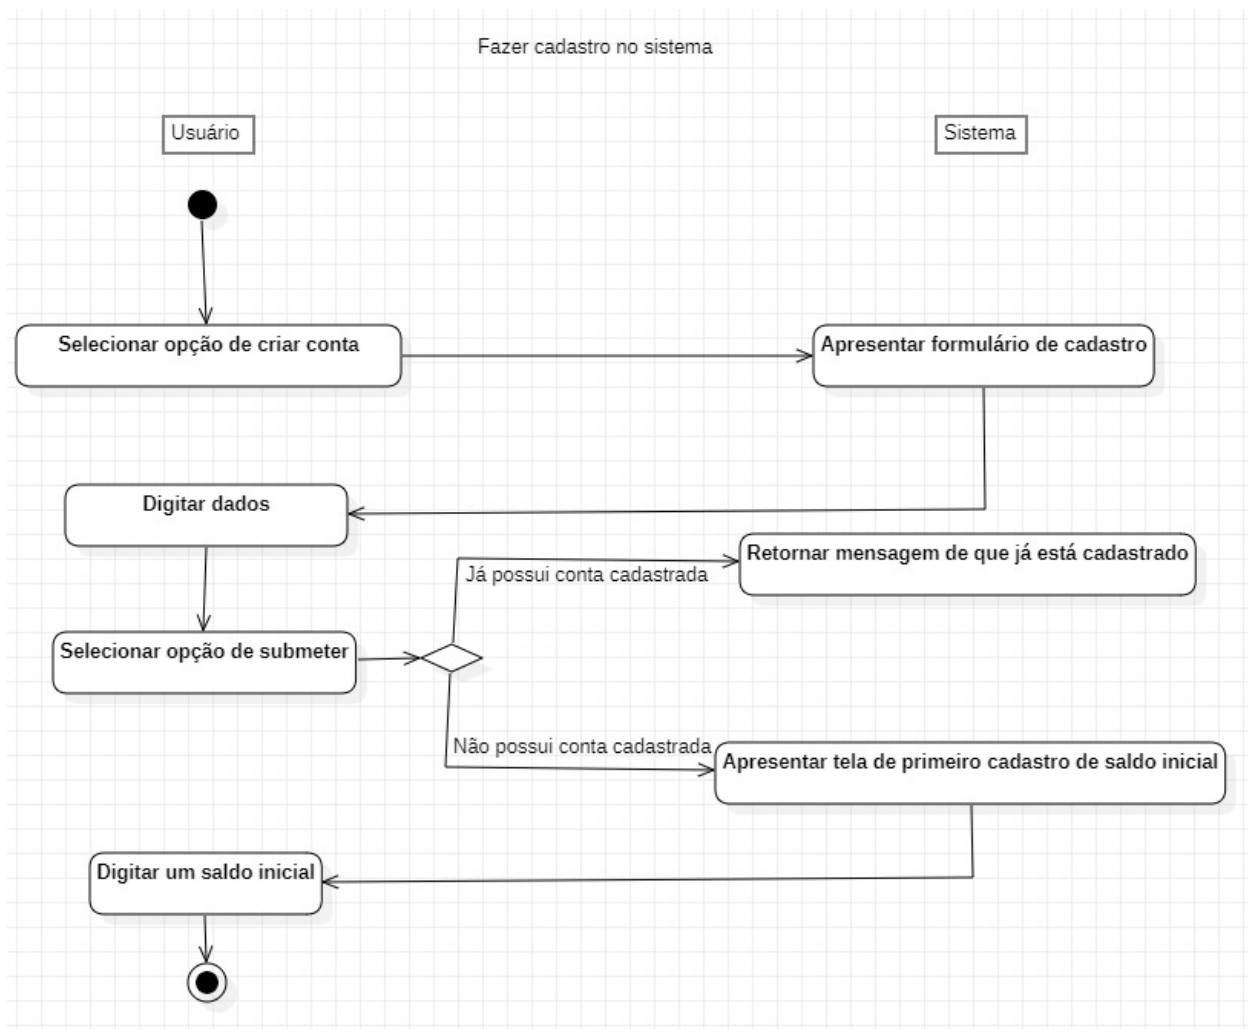 Fazer cadastro no sistema
Usuário
Sistema
Selecionar opção de criar conta
Apresentar formulário de cadastro
Digitar dados
Retornar mensagem de que já está cadastrado
Já possui conta cadastrada
Selecionar opção de submeter
Não possui conta cadastrada
Apresentar tela de primeiro cadastro de saldo inicial
Digitar um saldo inicial